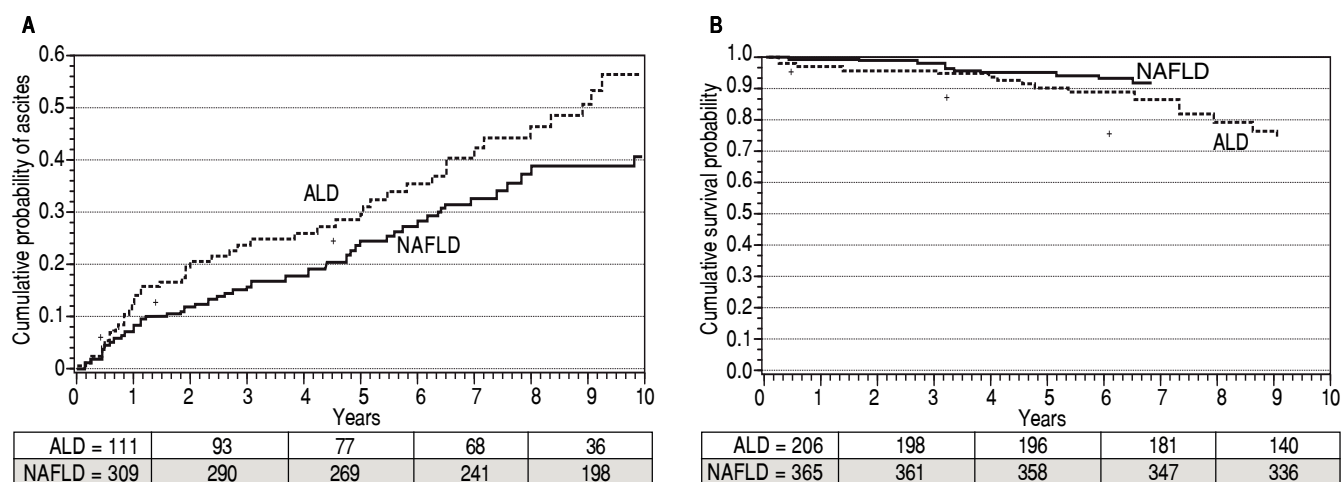 A
Cumulative probability of ascites
0.6
0.5
0.4
0.3
0.2
0.1
0
ALD
NAFLD
0 1 2 3 4 5 6 7 8 9 10
Years
ALD = 111 93 77 68 36
NAFLD = 309 290 269 241 198
B
Cumulative survival probability
1.0
0.9
0.8
0.7
0.6
0.5
0.4
0.3
0.2
0.1
0.0
NAFLD
ALD
0 1 2 3 4 5 6 7 8 9 10
Years
ALD = 206 198 196 181 140
NAFLD = 365 361 358 347 336